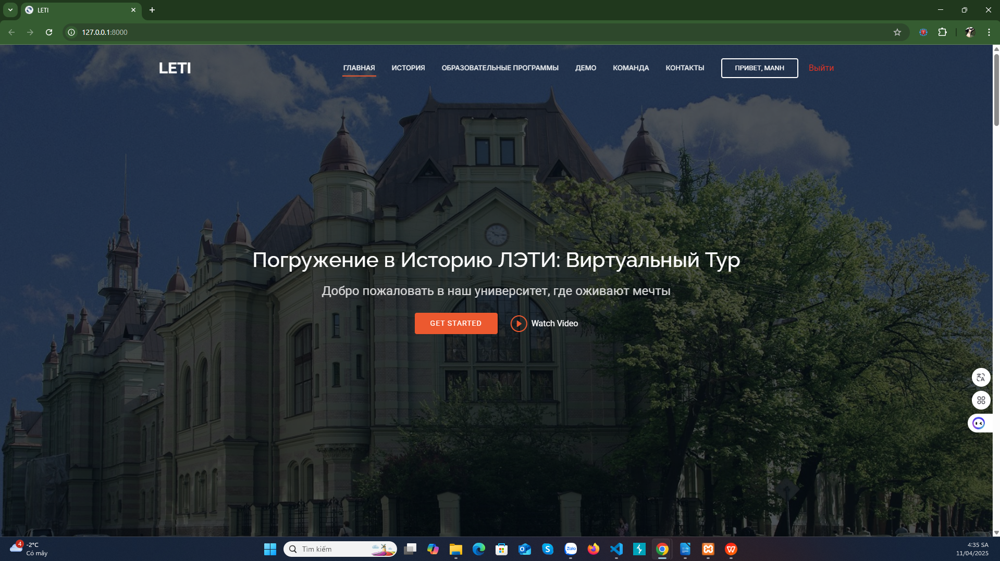 LETI
127.0.0.1:8000
LETI
ГЛАВНАЯ
ИСТОРИЯ
ОБРАЗОВАТЕЛЬНЫЕ ПРОГРАММЫ
ДЕМО
КОМАНДА
КОНТАКТЫ
ПРИВЕТ, MANH
Выйти
Погружение в Историю ЛЭТИ: Виртуальный Тур
Добро пожаловать в наш университет, где оживают мечты
GET STARTED
Watch Video
4
-2°C
Có mây
Tìm kiếm
Zalo
4:35 SA
11/04/2025